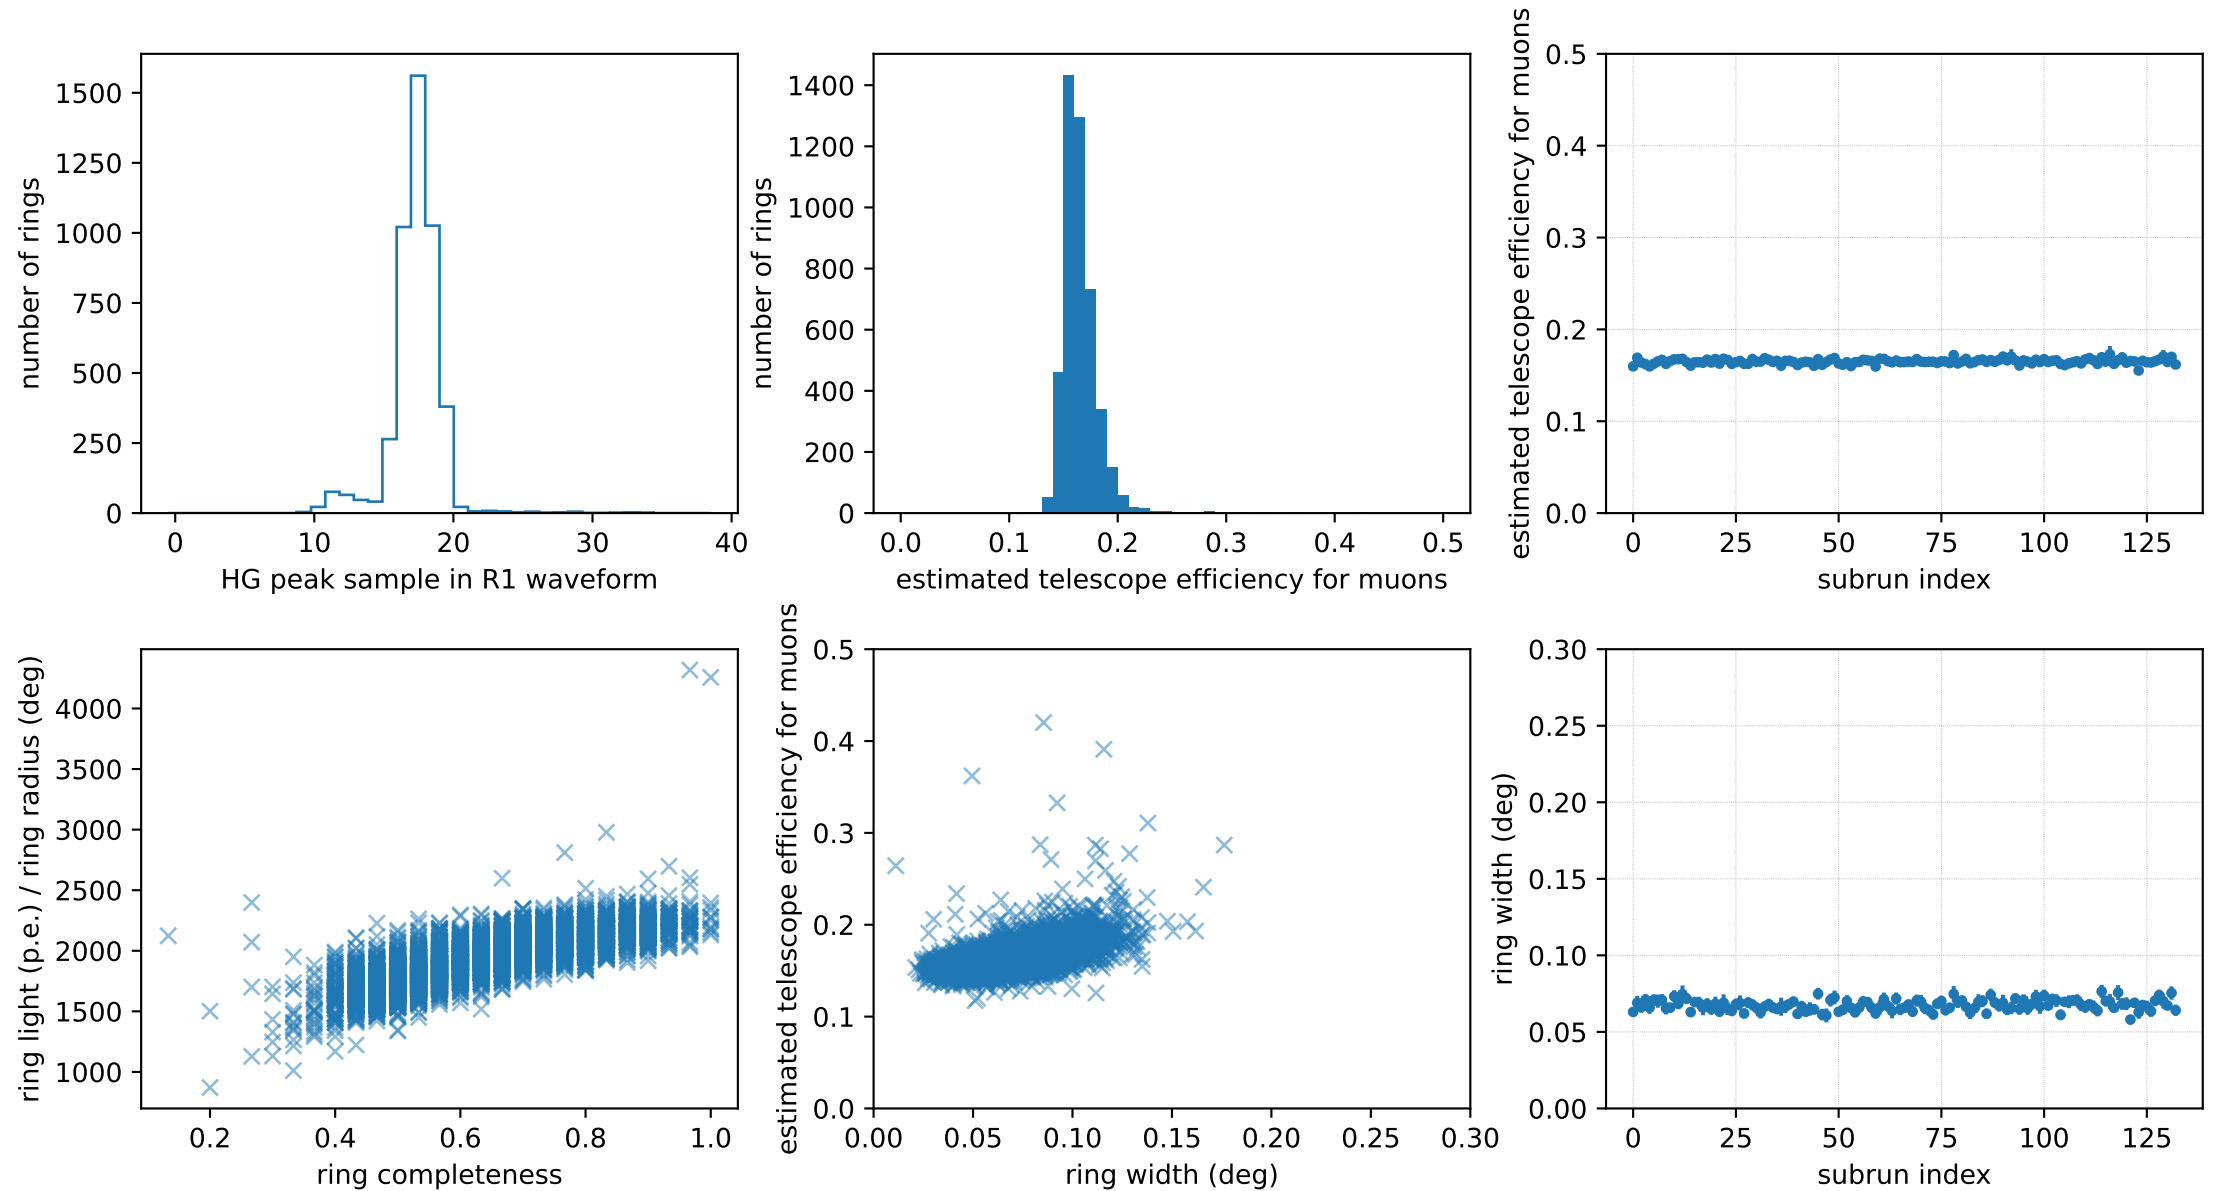 1500
1250
1000
750
500
250
0
number of rings
0 10 20 30 40
HG peak sample in R1 waveform
1400
1200
1000
800
600
400
200
0
number of rings
0.0 0.1 0.2 0.3 0.4 0.5
estimated telescope efficiency for muons
0.5
0.4
0.3
0.2
0.1
0.0
estimated telescope efficiency for muons
0 25 50 75 100 125
subrun index
4000
3500
3000
2500
2000
1500
1000
ring light (p.e.) / ring radius (deg)
0.2 0.4 0.6 0.8 1.0
ring completeness
0.5
0.4
0.3
0.2
0.1
0.0
estimated telescope efficiency for muons
0.00 0.05 0.10 0.15 0.20 0.25 0.30
ring width (deg)
0.30
0.25
0.20
0.15
0.10
0.05
0.00
ring width (deg)
0 25 50 75 100 125
subrun index